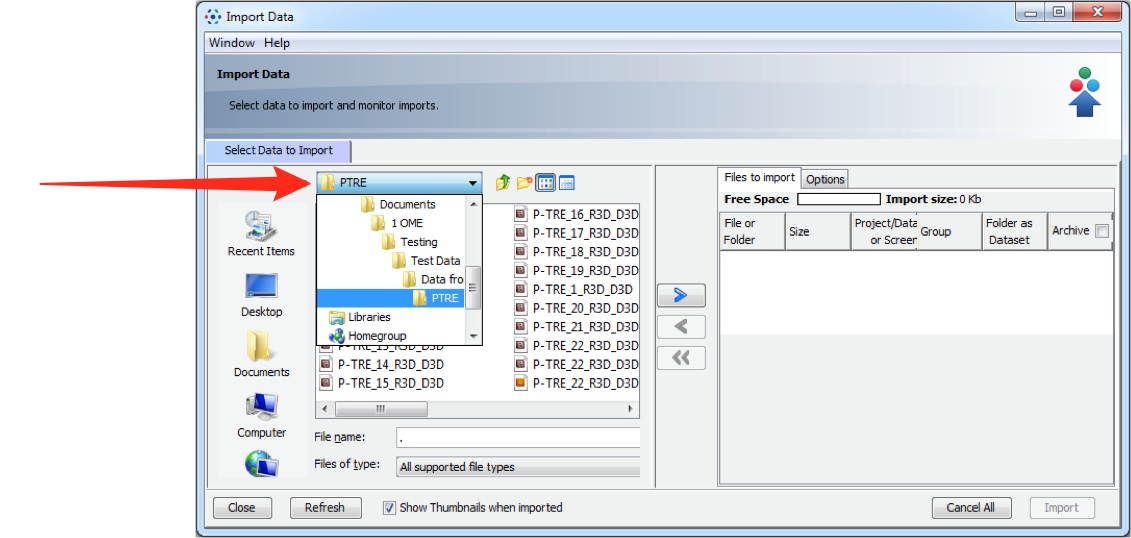 Import Data
Window Help
Import Data
Select data to import and monitor imports.
Select Data to Import
PTRE
Documents
1 OME
Testing
Test Data
Data fro
PTRE
Libraries
Homegroup
P-TRE_13_R3D_D3D
P-TRE_14_R3D_D3D
P-TRE_15_R3D_D3D
P-TRE_16_R3D_D3D
P-TRE_17_R3D_D3D
P-TRE_18_R3D_D3D
P-TRE_19_R3D_D3D
P-TRE_1_R3D_D3D
P-TRE_20_R3D_D3D
P-TRE_21_R3D_D3D
P-TRE_22_R3D_D3D
P-TRE_22_R3D_D3D
P-TRE_22_R3D_D3D
Recent Items
Desktop
Documents
Computer
File name: .
Files of type: All supported file types
Files to import Options
Free Space Import size: 0 Kb
File or Folder
Size
Project/Data or Screen
Group
Folder as Dataset
Archive
Close Refresh Show Thumbnails when imported Cancel All Import